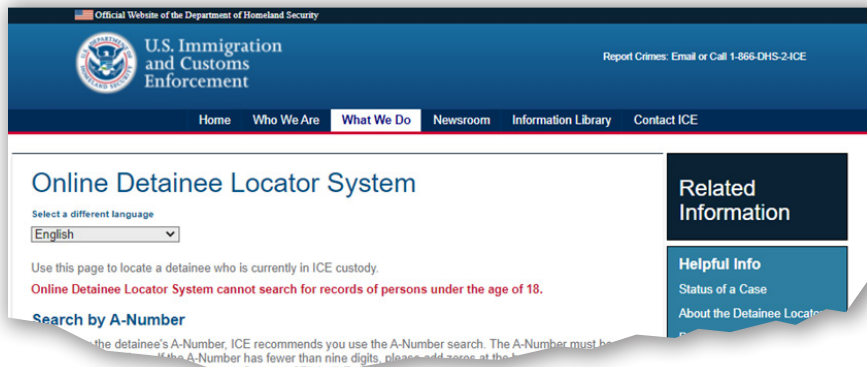 Official Website of the Department of Homeland Security
U.S. Immigration
and Customs
Enforcement
Report Crimes: Email or Call 1-866-DHS-2-ICE
Home Who We Are What We Do Newsroom Information Library Contact ICE
Online Detainee Locator System
Select a different language
English
Use this page to locate a detainee who is currently in ICE custody.
Online Detainee Locator System cannot search for records of persons under the age of 18.
Search by A-Number
the detainee's A-Number, ICE recommends you use the A-Number search. The A-Number must
the A-Number has fewer than nine digits, please add zeros at the
Related
Information
Helpful Info
Status of a Case
About the Detainee Locator